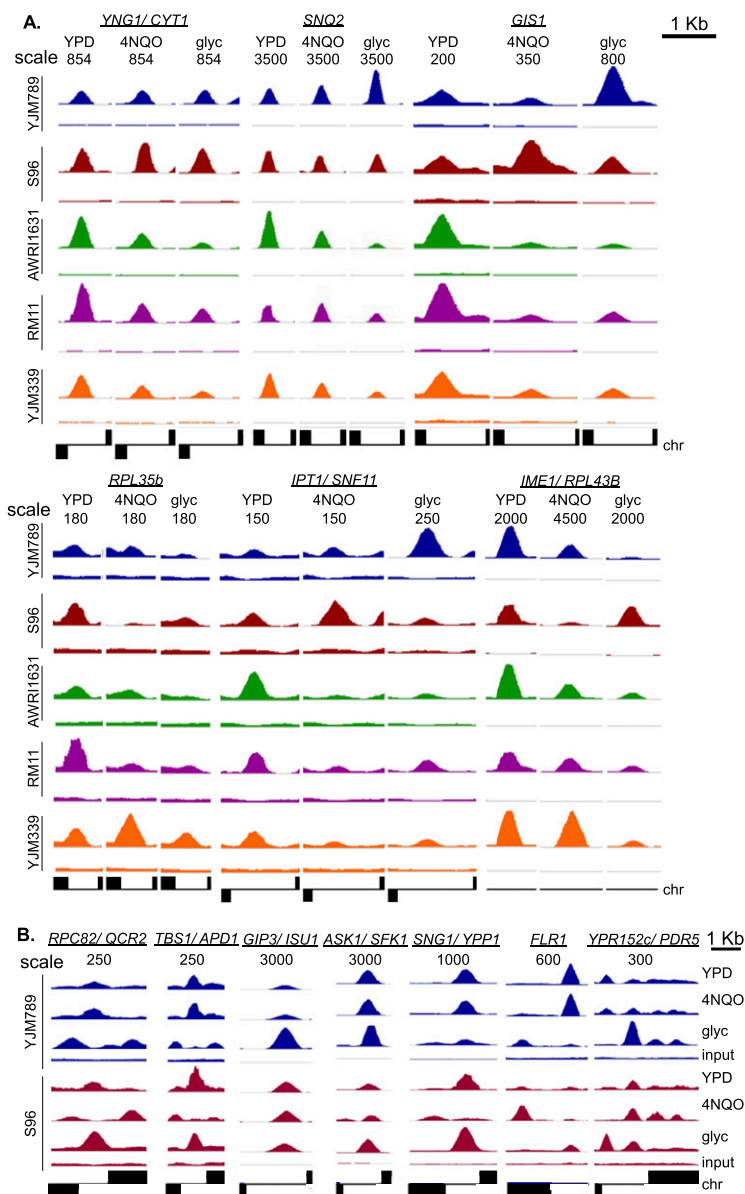 A. YNG1/ CYT1 SNQ2 GIS1 1 Kb
YPD 4NQO glyc YPD 4NQO glyc YPD 4NQO glyc
scale 854 854 854 3500 3500 3500 200 350 800
YJM789
S96
AWRI1631
RM11
YJM339
chr
RPL35b IPT1/ SNF11 IME1/ RPL43B
YPD 4NQO glyc YPD 4NQO glyc YPD 4NQO glyc
scale 180 180 180 150 150 250 2000 4500 2000
YJM789
S96
AWRI1631
RM11
YJM339
chr
B. RPC82/ QCR2 TBS1/ APD1 GIP3/ ISU1 ASK1/ SFK1 SNG1/ YPP1 FLR1 YPR152c/ PDR5 1 Kb
scale 250 250 3000 3000 1000 600 300
YJM789
YPD
4NQO
glyc
input
S96
YPD
4NQO
glyc
input
chr